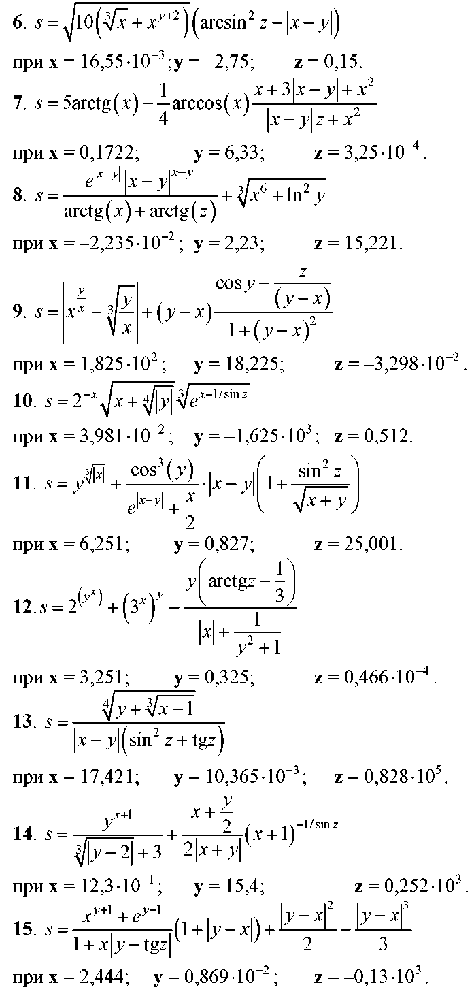 6. s = √(10(∛x + x^(y+2))) (arcsin² z – |x – y|)
при x = 16,55·10⁻³; y = –2,75; z = 0,15.
7. s = 5arctg(x) – 1/4 arccos(x) (x + 3|x – y| + x²)/(|x – y|z + x²)
при x = 0,1722; y = 6,33; z = 3,25·10⁻⁴.
8. s = (e^|x–y| |x – y|^(x+y))/(arctg(x) + arctg(z)) + ∛(x⁶ + ln² y)
при x = –2,235·10⁻²; y = 2,23; z = 15,221.
9. s = |x^(y/x) – ∛(y/x)| + (y – x) (cos y – z/(y – x))/(1 + (y – x)²)
при x = 1,825·10²; y = 18,225; z = –3,298·10⁻².
10. s = 2^(–x) √(x + ∜|y|) ∛(e^(x–1/sin z))
при x = 3,981·10⁻²; y = –1,625·10³; z = 0,512.
11. s = y^(∛|x|) + cos³(y)/(e^|x–y| + x/2) · |x – y|(1 + sin² z/√(x + y))
при x = 6,251; y = 0,827; z = 25,001.
12. s = 2^(y^x) + (3^x)^y – y(arctgz – 1/3)/(|x| + 1/(y² + 1))
при x = 3,251; y = 0,325; z = 0,466·10⁻⁴.
13. s = ∜(y + ∛(x – 1))/(|x – y|(sin² z + tgz))
при x = 17,421; y = 10,365·10⁻³; z = 0,828·10⁵.
14. s = y^(x+1)/(∛|y – 2| + 3) + (x + y/2)/(2|x + y|) (x + 1)^(–1/sin z)
при x = 12,3·10⁻¹; y = 15,4; z = 0,252·10³.
15. s = (x^(y+1) + e^(y–1))/(1 + x|y – tgz|) (1 + |y – x|) + |y – x|²/2 – |y – x|³/3
при x = 2,444; y = 0,869·10⁻²; z = –0,13·10³.